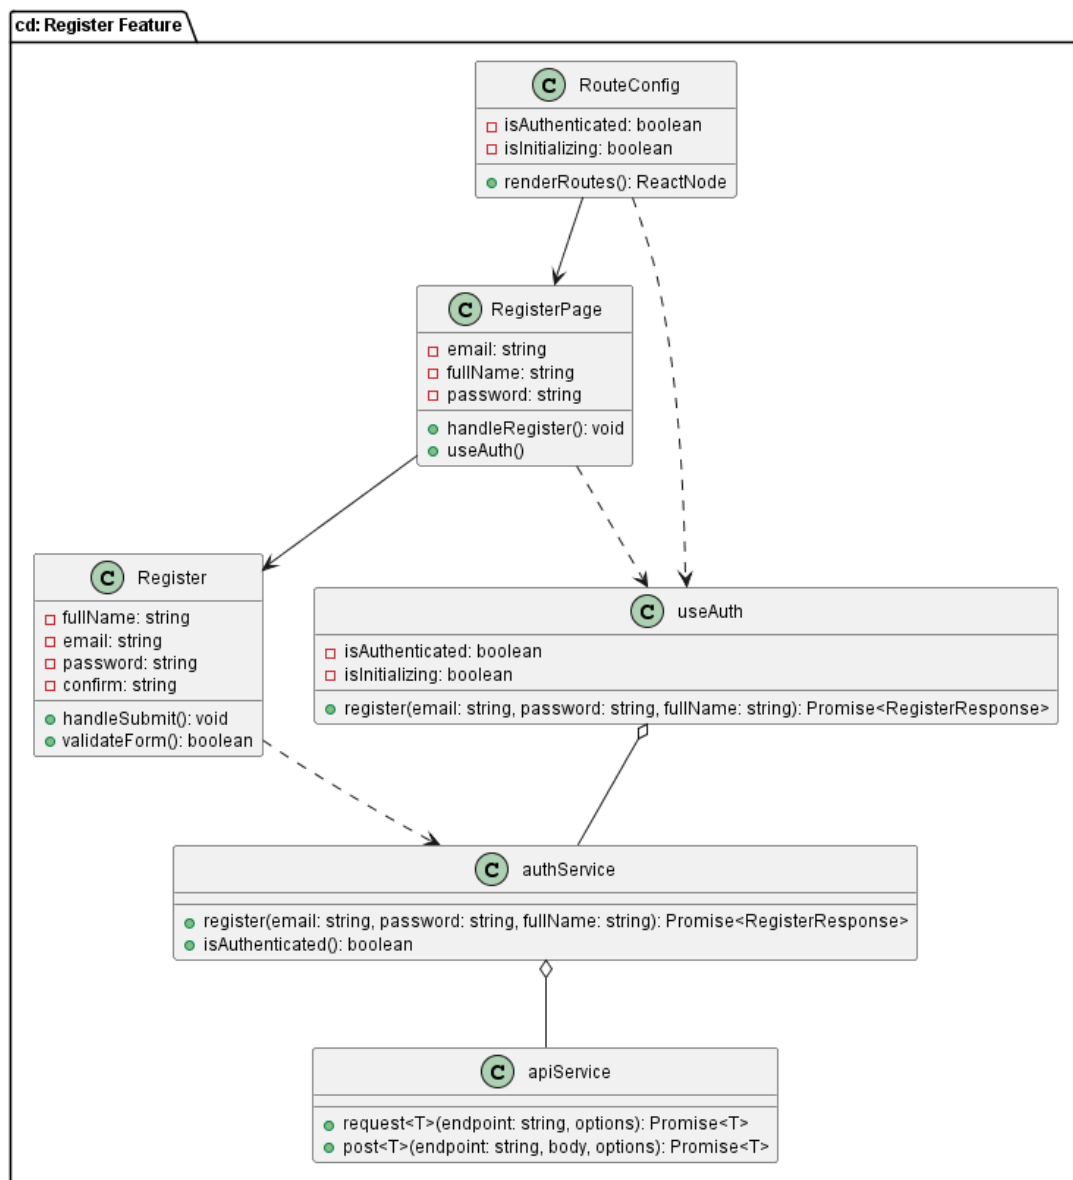 cd: Register Feature
C RouteConfig
isAuthenticated: boolean
isInitializing: boolean
renderRoutes(): ReactNode
C RegisterPage
email: string
fullName: string
password: string
handleRegister(): void
useAuth()
C Register
fullName: string
email: string
password: string
confirm: string
handleSubmit(): void
validateForm(): boolean
C useAuth
isAuthenticated: boolean
isInitializing: boolean
register(email: string, password: string, fullName: string): Promise<RegisterResponse>
C authService
register(email: string, password: string, fullName: string): Promise<RegisterResponse>
isAuthenticated(): boolean
C apiService
request<T>(endpoint: string, options): Promise<T>
post<T>(endpoint: string, body, options): Promise<T>